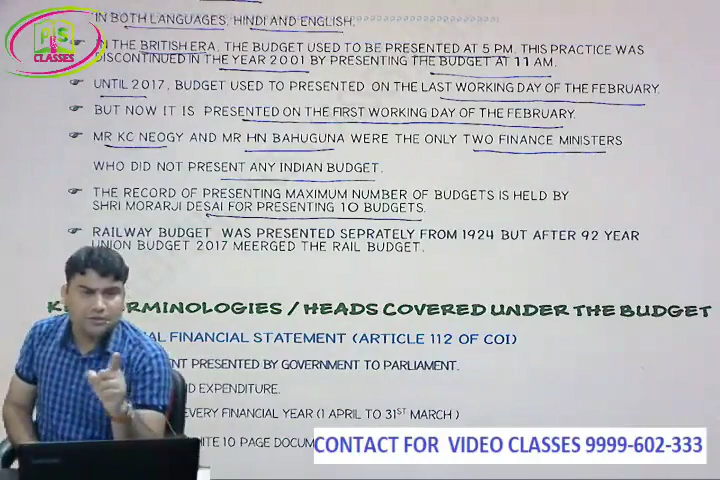 IN BOTH LANGUAGES, HINDI AND ENGLISH.
PS
CLASSES
IN THE BRITISH ERA, THE BUDGET USED TO BE PRESENTED AT 5 PM. THIS PRACTICE WAS
DISCONTINUED IN THE YEAR 2001 BY PRESENTING THE BUDGET AT 11 AM.
UNTIL 2017, BUDGET USED TO PRESENTED ON THE LAST WORKING DAY OF THE FEBRUARY.
BUT NOW IT IS PRESENTED ON THE FIRST WORKING DAY OF THE FEBRUARY.
MR KC NEOGY AND MR HN BAHUGUNA WERE THE ONLY TWO FINANCE MINISTERS
WHO DID NOT PRESENT ANY INDIAN BUDGET.
THE RECORD OF PRESENTING MAXIMUM NUMBER OF BUDGETS IS HELD BY
SHRI MORARJI DESAI FOR PRESENTING 10 BUDGETS.
RAILWAY BUDGET WAS PRESENTED SEPRATELY FROM 1924 BUT AFTER 92 YEAR
UNION BUDGET 2017 MEERGED THE RAIL BUDGET.
RMINOLOGIES / HEADS COVERED UNDER THE BUDGET
AL FINANCIAL STATEMENT (ARTICLE 112 OF COI)
NT PRESENTED BY GOVERNMENT TO PARLIAMENT.
D EXPENDITURE.
EVERY FINANCIAL YEAR (1 APRIL TO 31ST MARCH)
ITE 10 PAGE DOCUM
CONTACT FOR VIDEO CLASSES 9999-602-333